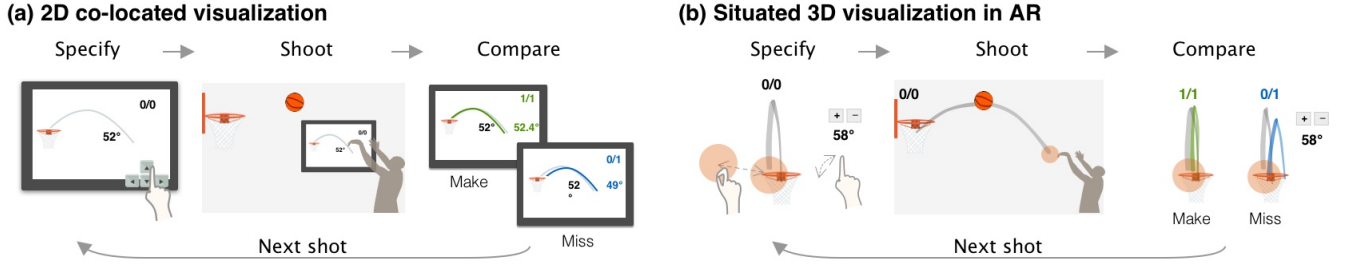 (a) 2D co-located visualization
Specify
Shoot
Compare
0/0
52°
0/0
52°
1/1
52°
52.4°
Make
0/1
52
°
49°
Miss
Next shot
(b) Situated 3D visualization in AR
Specify
Shoot
Compare
0/0
+ −
58°
0/0
1/1
Make
0/1
+ −
58°
Miss
Next shot